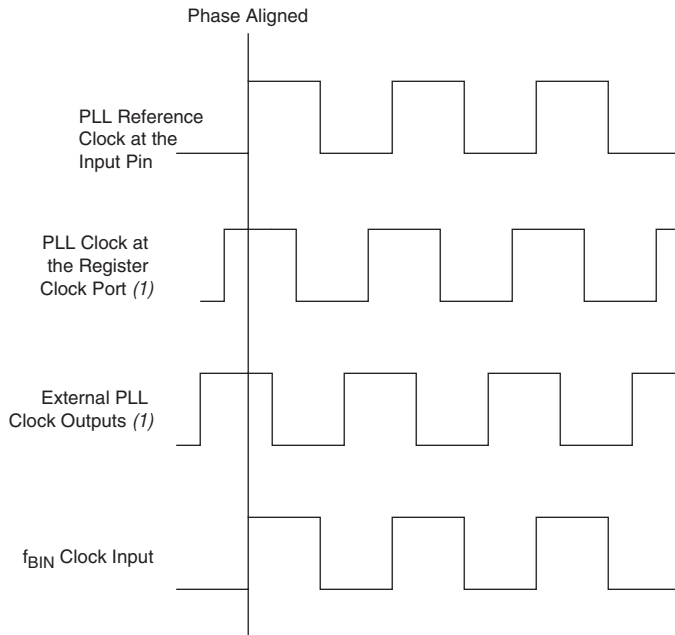 Phase Aligned
PLL Reference
Clock at the
Input Pin
PLL Clock at
the Register
Clock Port (1)
External PLL
Clock Outputs (1)
fBIN Clock Input